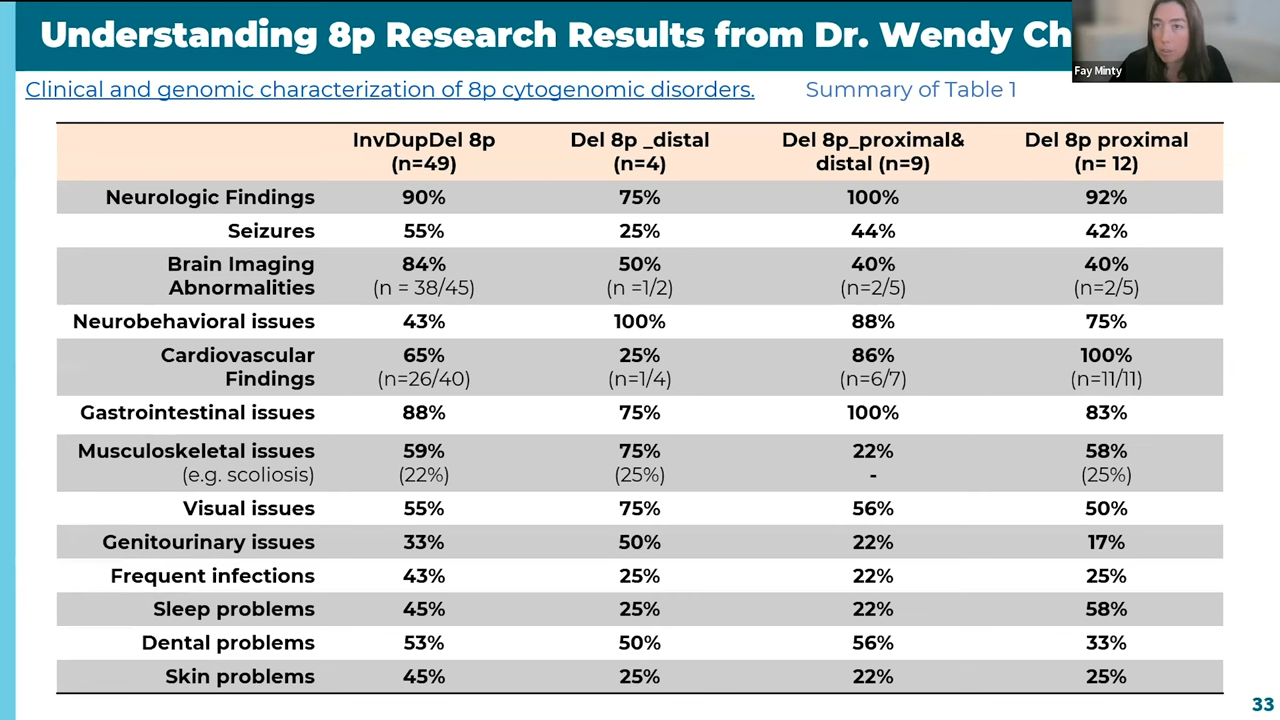 Understanding 8p Research Results from Dr. Wendy Ch
Fay Minty
Clinical and genomic characterization of 8p cytogenomic disorders. Summary of Table 1
InvDupDel 8p (n=49) Del 8p _distal (n=4) Del 8p_proximal& distal (n=9) Del 8p proximal (n= 12)
Neurologic Findings 90% 75% 100% 92%
Seizures 55% 25% 44% 42%
Brain Imaging 84% 50% 40% 40%
Abnormalities (n = 38/45) (n =1/2) (n=2/5) (n=2/5)
Neurobehavioral issues 43% 100% 88% 75%
Cardiovascular 65% 25% 86% 100%
Findings (n=26/40) (n=1/4) (n=6/7) (n=11/11)
Gastrointestinal issues 88% 75% 100% 83%
Musculoskeletal issues 59% 75% 22% 58%
(e.g. scoliosis) (22%) (25%) - (25%)
Visual issues 55% 75% 56% 50%
Genitourinary issues 33% 50% 22% 17%
Frequent infections 43% 25% 22% 25%
Sleep problems 45% 25% 22% 58%
Dental problems 53% 50% 56% 33%
Skin problems 45% 25% 22% 25%
33